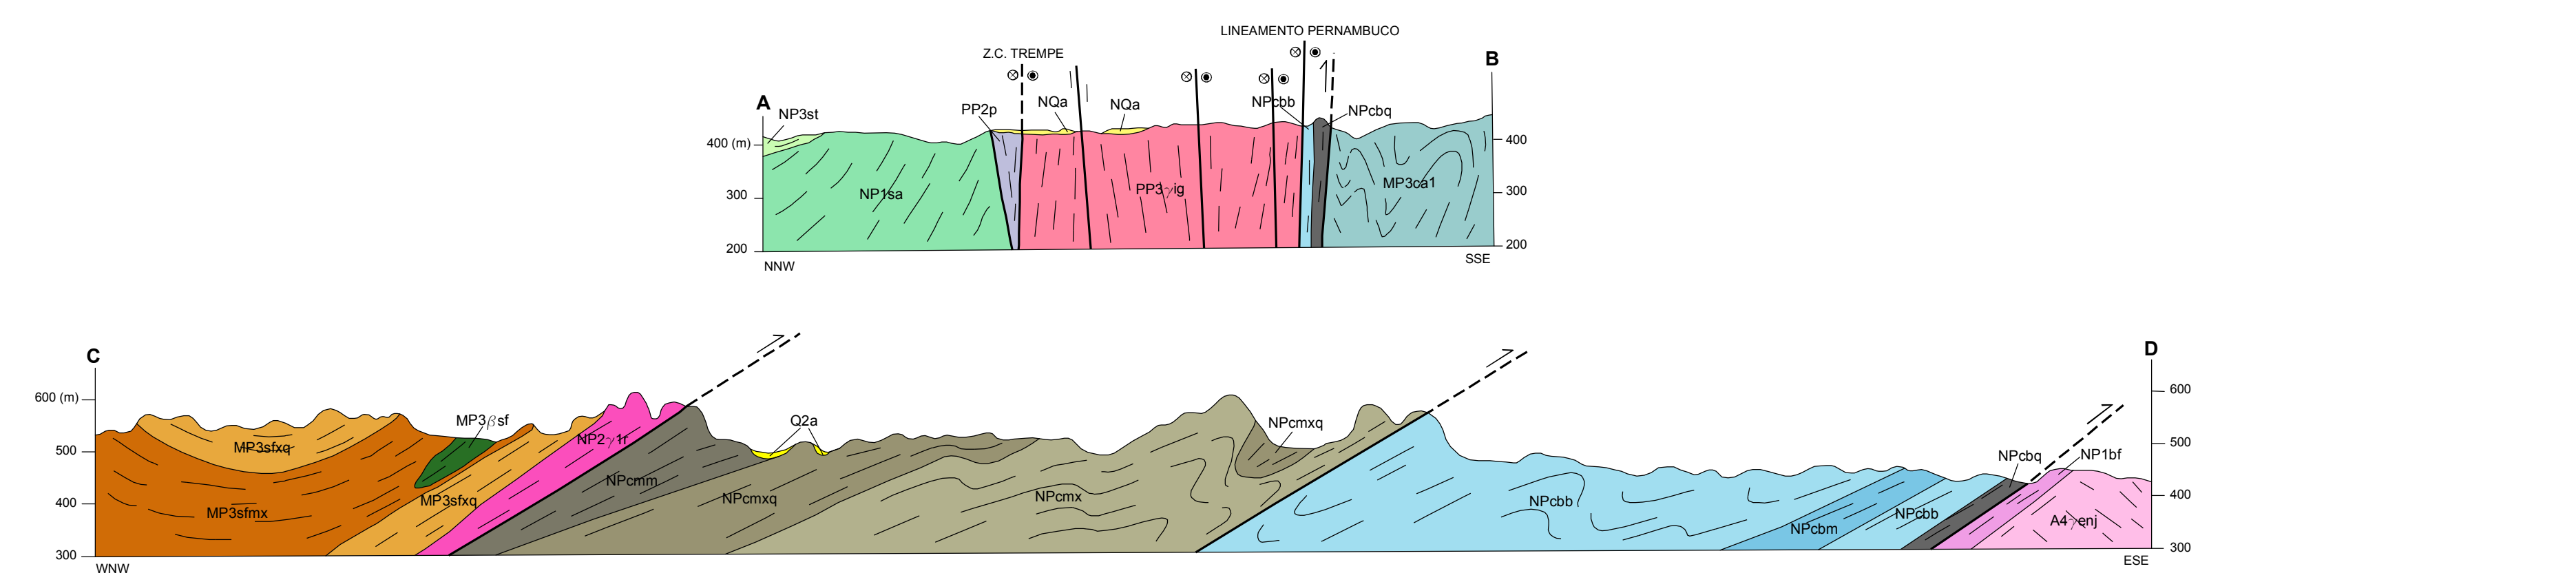 LINEAMENTO PERNAMBUCO
Z.C. TREMPE
A
B
NP3st
PP2p
NQa
NQa
NPcbb
NPcbq
400 (m)
300
200
400
300
200
NP1sa
PP3γig
MP3ca1
NNW
SSE
C
D
600 (m)
500
400
300
600
500
400
300
MP3sfxq
MP3βsf
MP3sfmx
MP3sfxq
NP2γ1r
NPcmm
Q2a
NPcmxq
NPcmx
NPcmxq
NPcbb
NPcbm
NPcbb
NPcbq
NP1bf
A4γenj
WNW
ESE